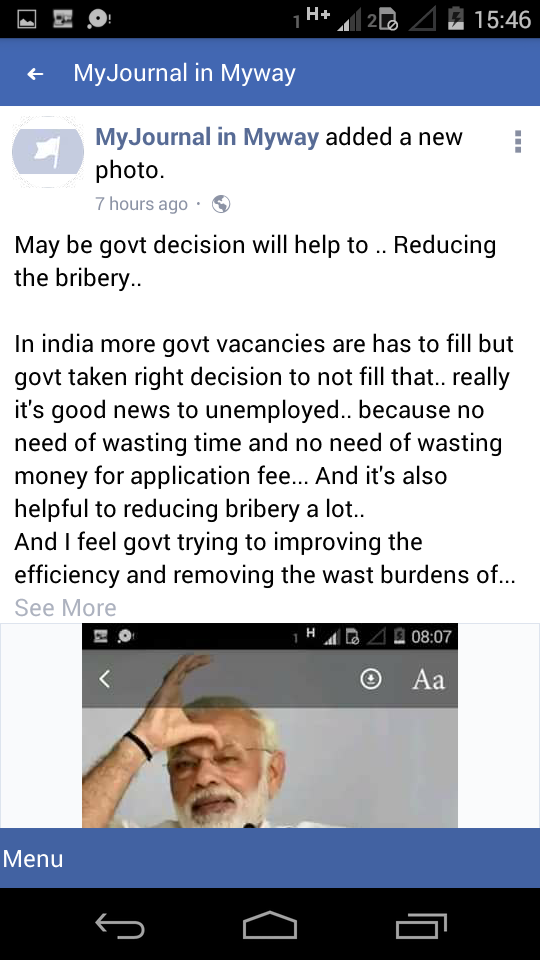 1 H+ 2 15:46
MyJournal in Myway
MyJournal in Myway added a new
photo.
7 hours ago ·
May be govt decision will help to .. Reducing
the bribery..
In india more govt vacancies are has to fill but
govt taken right decision to not fill that.. really
it's good news to unemployed.. because no
need of wasting time and no need of wasting
money for application fee... And it's also
helpful to reducing bribery a lot..
And I feel govt trying to improving the
efficiency and removing the wast burdens of...
See More
1 H 08:07
Aa
Menu